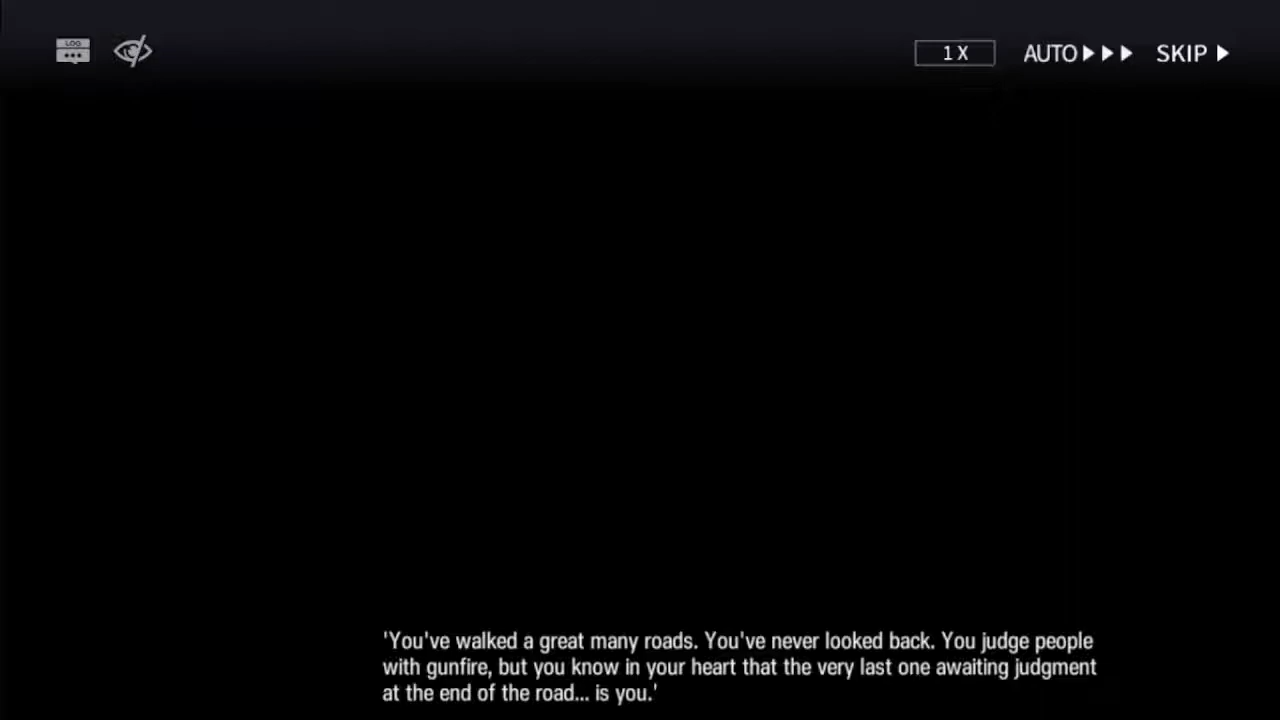 LOG
1 X
AUTO
SKIP
'You've walked a great many roads. You've never looked back. You judge people
with gunfire, but you know in your heart that the very last one awaiting judgment
at the end of the road... is you.'